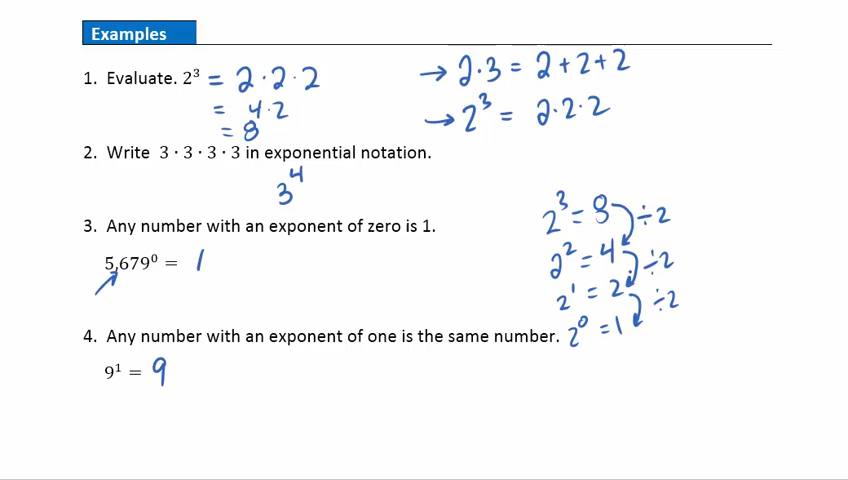 Examples
1. Evaluate. 2³ = 2 · 2 · 2
= 4 · 2
= 8
→ 2 · 3 = 2 + 2 + 2
→ 2³ = 2 · 2 · 2
2. Write 3 · 3 · 3 · 3 in exponential notation.
3⁴
3. Any number with an exponent of zero is 1.
5,679⁰ = 1
2³ = 8 ÷2
2² = 4 ÷2
2¹ = 2 ÷2
2⁰ = 1
4. Any number with an exponent of one is the same number.
9¹ = 9